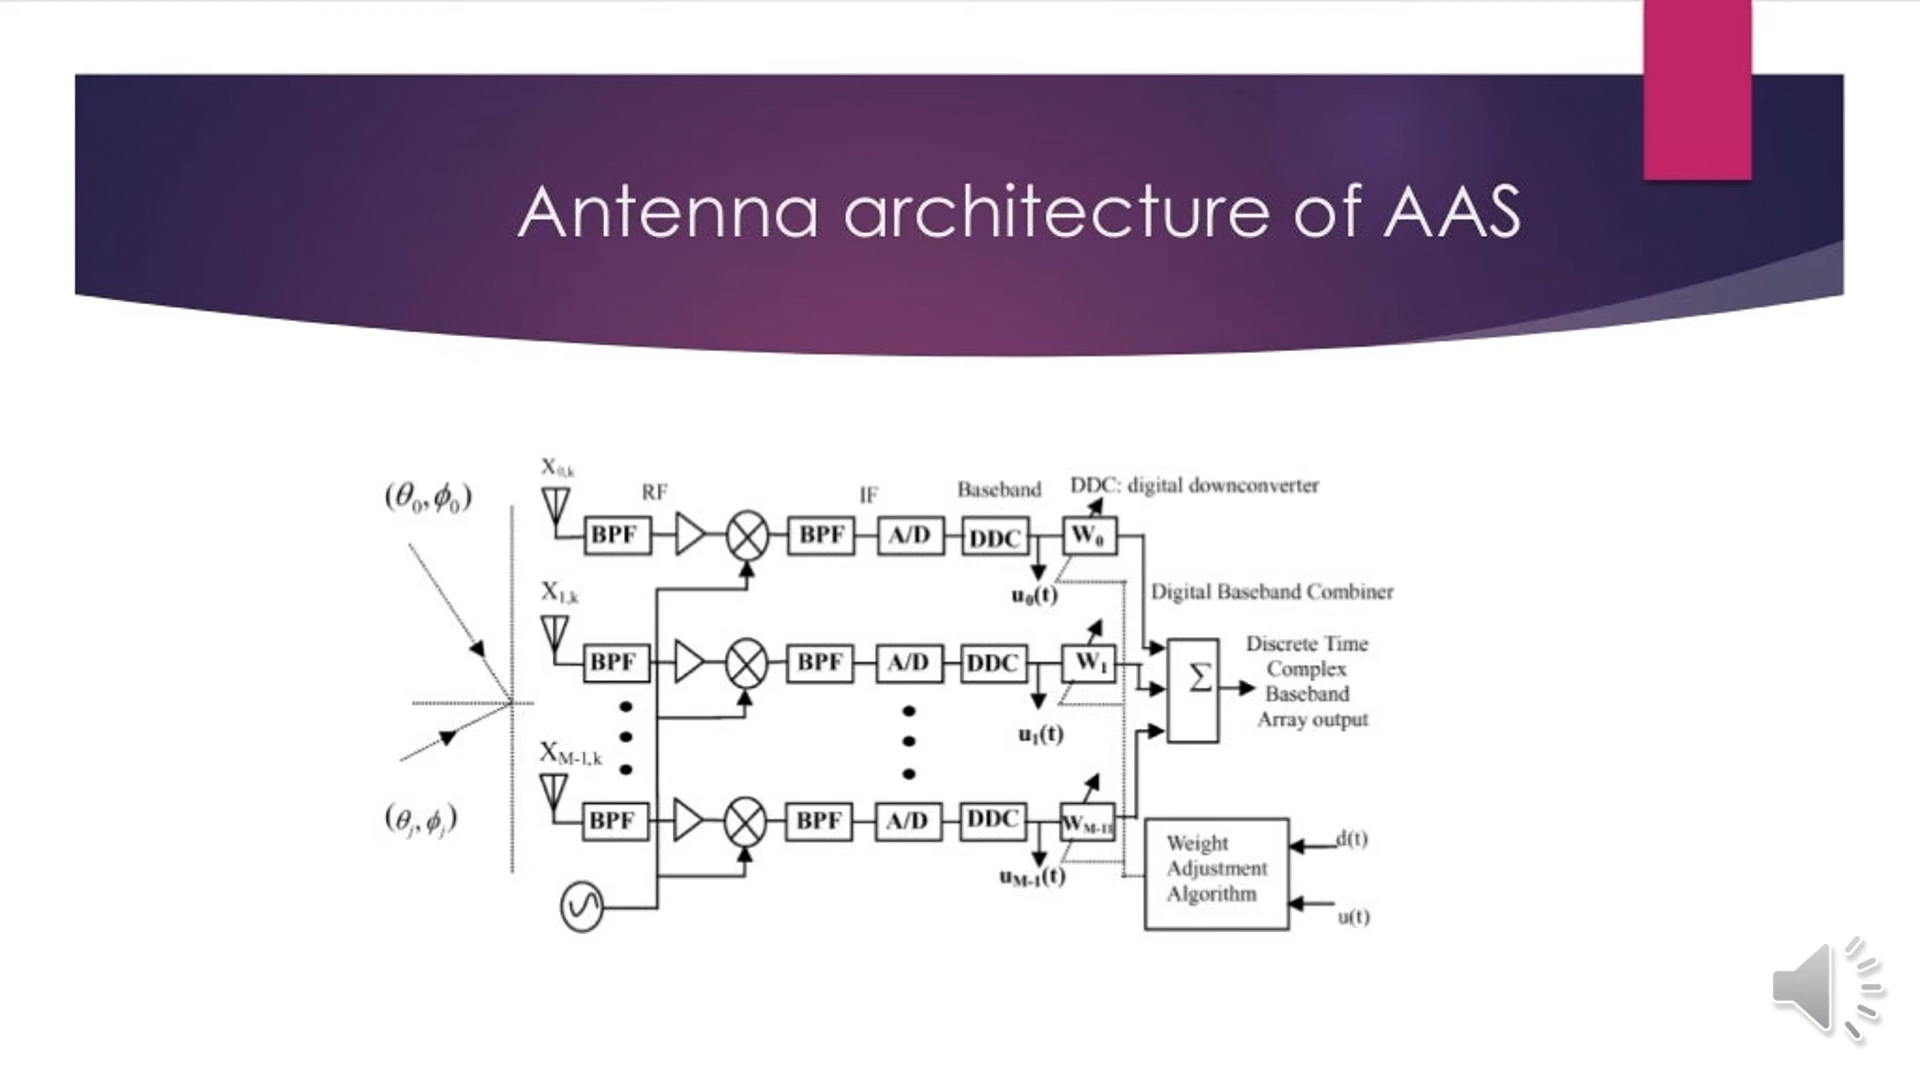 Antenna architecture of AAS
X0,k
(θ0, ϕ0)
RF
IF
Baseband
DDC: digital downconverter
BPF
BPF
A/D
DDC
W0
u0(t)
X1,k
Digital Baseband Combiner
BPF
BPF
A/D
DDC
W1
Σ
Discrete Time
Complex
Baseband
Array output
u1(t)
XM-1,k
(θj, ϕj)
BPF
BPF
A/D
DDC
WM-11
uM-1(t)
Weight
Adjustment
Algorithm
d(t)
u(t)